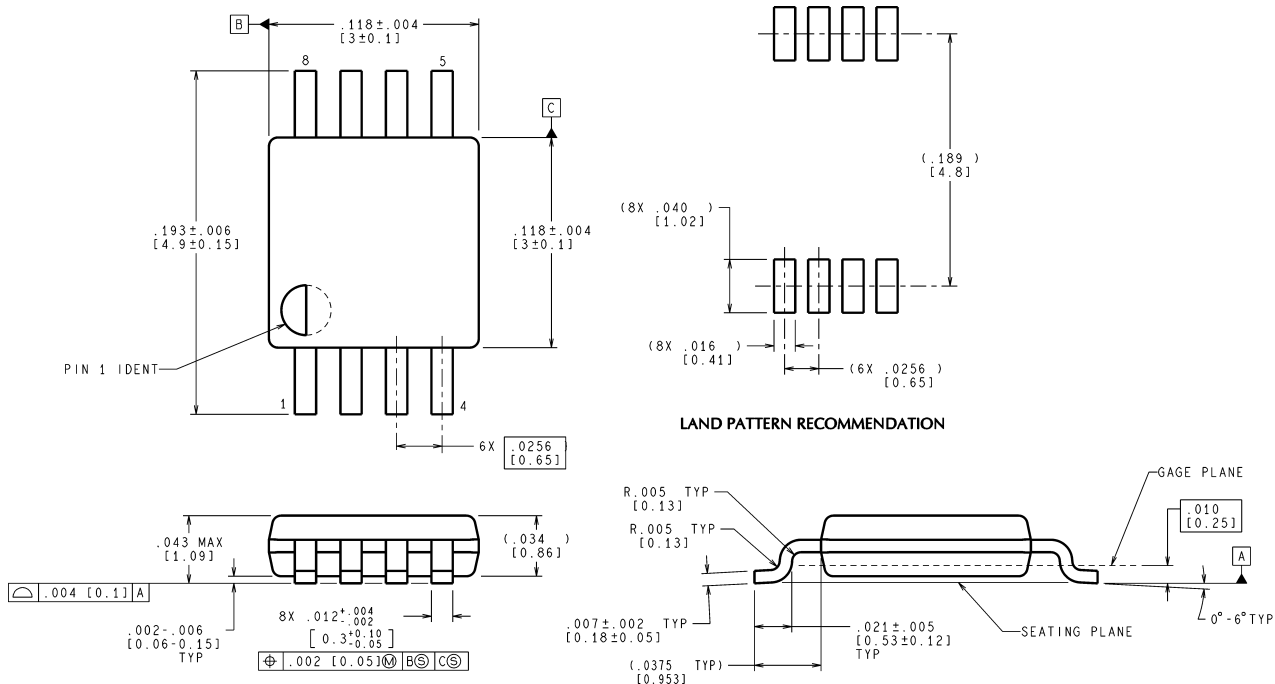 B
.118±.004
[3±0.1]
8
5
C
.193±.006
[4.9±0.15]
.118±.004
[3±0.1]
PIN 1 IDENT
1
4
6X .0256
[0.65]
(.189 )
[4.8]
(8X .040 )
[1.02]
(8X .016 )
[0.41]
(6X .0256 )
[0.65]
LAND PATTERN RECOMMENDATION
.043 MAX
[1.09]
(.034 )
[0.86]
⌓ .004 [0.1] A
.002-.006
[0.06-0.15]
TYP
8X .012+.004 -.002
[0.3+0.10 -0.05]
⌖ .002 [0.05]Ⓜ BⓈ CⓈ
R.005 TYP
[0.13]
R.005 TYP
[0.13]
GAGE PLANE
.010
[0.25]
A
.007±.002 TYP
[0.18±0.05]
.021±.005
[0.53±0.12]
TYP
SEATING PLANE
0°-6°TYP
(.0375 TYP)
[0.953]